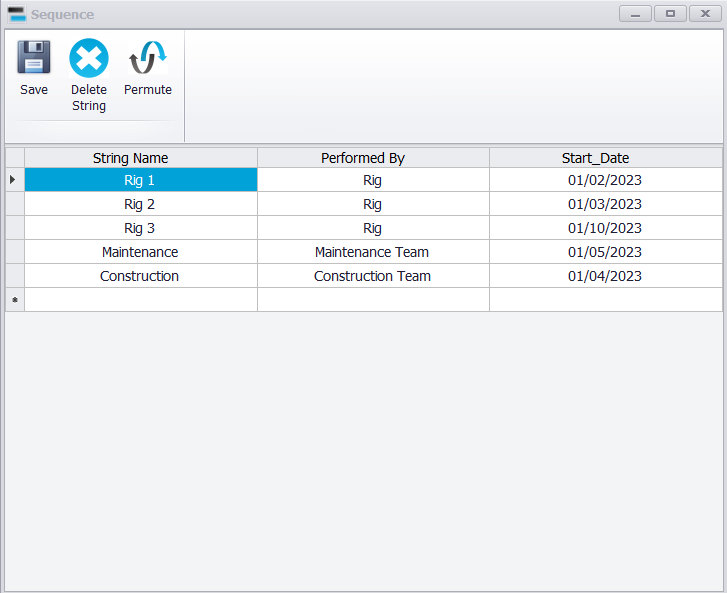 Sequence
Save
Delete
String
Permute
String Name Performed By Start_Date
Rig 1 Rig 01/02/2023
Rig 2 Rig 01/03/2023
Rig 3 Rig 01/10/2023
Maintenance Maintenance Team 01/05/2023
Construction Construction Team 01/04/2023